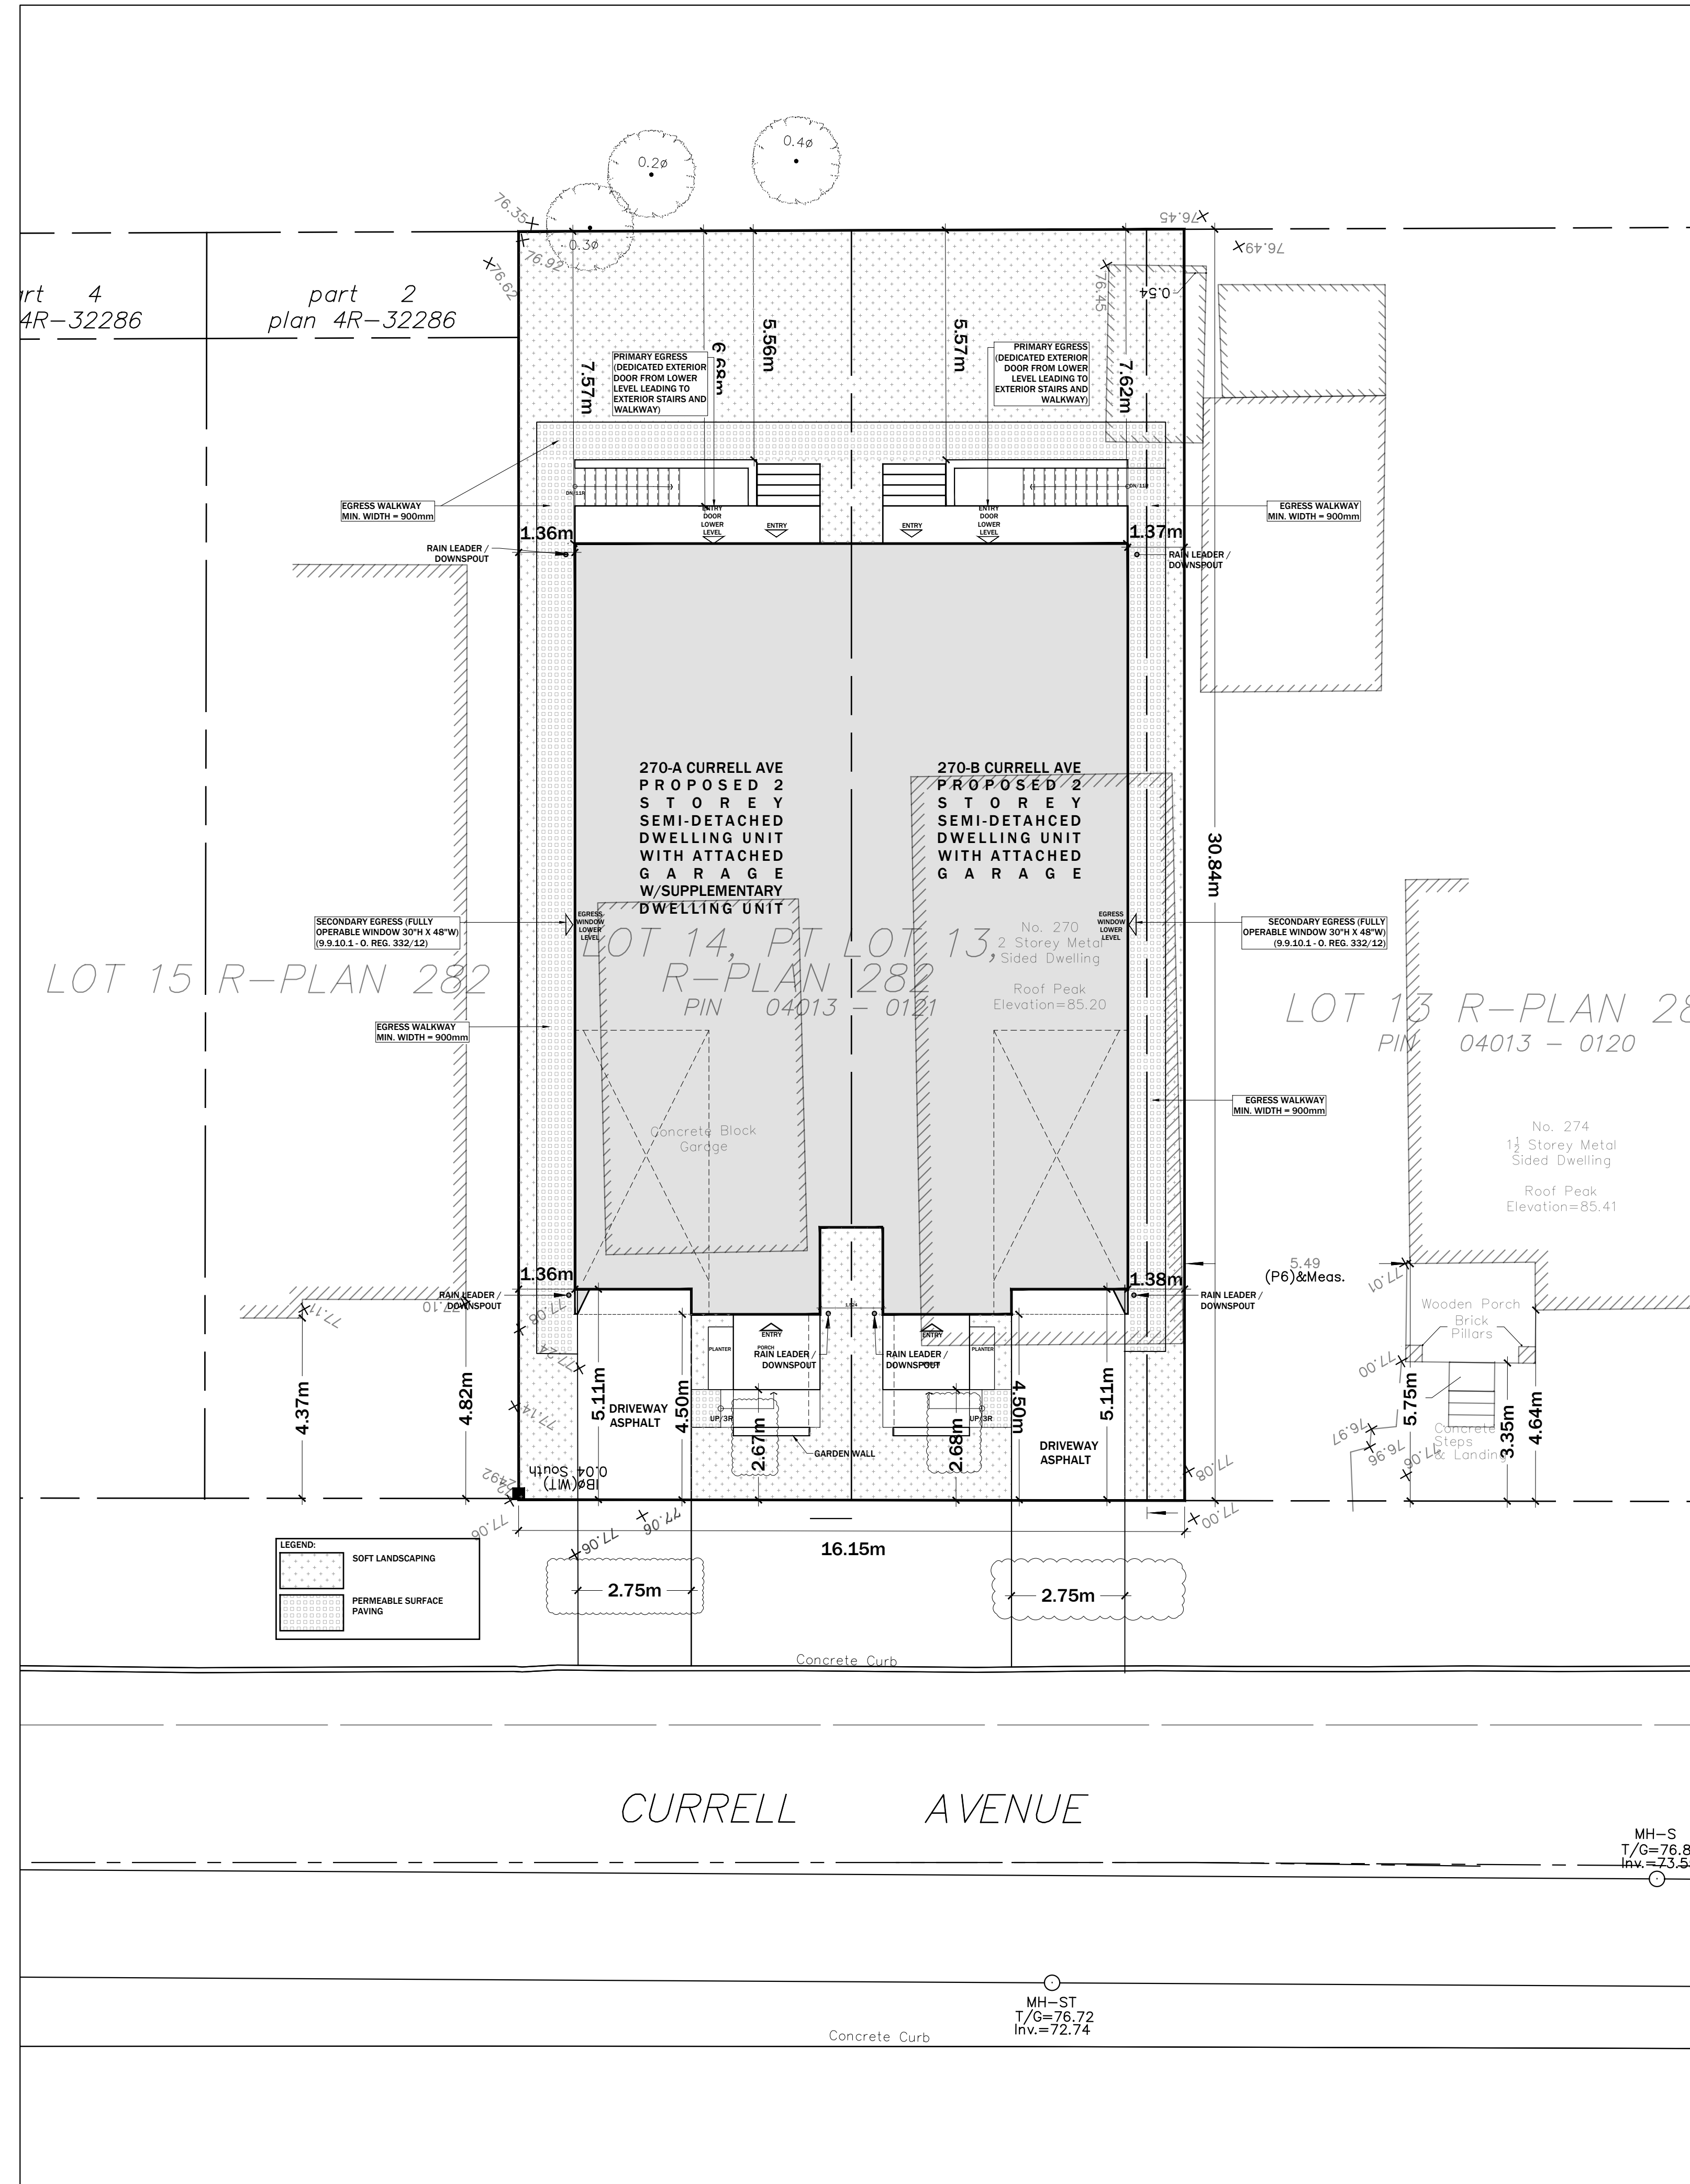 0.2ø
0.4ø
0.3ø
76.35
76.92
76.62
76.45
76.49
76.45
0.54
part 2
plan 4R-32286
4
4R-32286
7.57m
6.68m
5.56m
5.57m
7.62m
PRIMARY EGRESS
(DEDICATED EXTERIOR
DOOR FROM LOWER
LEVEL LEADING TO
EXTERIOR STAIRS AND
WALKWAY)
PRIMARY EGRESS
(DEDICATED EXTERIOR
DOOR FROM LOWER
LEVEL LEADING TO
EXTERIOR STAIRS AND
WALKWAY)
DN/11R
DN/11R
EGRESS WALKWAY
MIN. WIDTH = 900mm
EGRESS WALKWAY
MIN. WIDTH = 900mm
ENTRY
DOOR
LOWER
LEVEL
ENTRY
ENTRY
ENTRY
DOOR
LOWER
LEVEL
1.36m
1.37m
RAIN LEADER /
DOWNSPOUT
RAIN LEADER /
DOWNSPOUT
270-A CURRELL AVE
PROPOSED 2
STOREY
SEMI-DETACHED
DWELLING UNIT
WITH ATTACHED
GARAGE
W/SUPPLEMENTARY
DWELLING UNIT
270-B CURRELL AVE
PROPOSED 2
STOREY
SEMI-DETAHCED
DWELLING UNIT
WITH ATTACHED
GARAGE
30.84m
SECONDARY EGRESS (FULLY
OPERABLE WINDOW 30"H X 48"W)
(9.9.10.1 - O. REG. 332/12)
EGRESS
WINDOW
LOWER
LEVEL
EGRESS
WINDOW
LOWER
LEVEL
SECONDARY EGRESS (FULLY
OPERABLE WINDOW 30"H X 48"W)
(9.9.10.1 - O. REG. 332/12)
LOT 14, PT LOT 13,
R-PLAN 282
PIN 04013 - 0121
No. 270
2 Storey Metal
Sided Dwelling
Roof Peak
Elevation=85.20
LOT 15 R-PLAN 282
LOT 13 R-PLAN
PIN 04013 - 0120
EGRESS WALKWAY
MIN. WIDTH = 900mm
EGRESS WALKWAY
MIN. WIDTH = 900mm
Concrete Block
Garage
No. 274
1½ Storey Metal
Sided Dwelling
Roof Peak
Elevation=85.41
1.36m
1.38m
5.49
(P6)&Meas.
77.01
RAIN LEADER /
DOWNSPOUT
RAIN LEADER /
DOWNSPOUT
77.11
77.10
77.08
77.24
77.14
Wooden Porch
Brick
Pillars
77.00
ENTRY
PORCH
PLANTER
RAIN LEADER /
DOWNSPOUT
ENTRY
PLANTER
RAIN LEADER /
DOWNSPOUT
4.37m
4.82m
5.11m
4.50m
2.67m
2.68m
4.50m
5.11m
5.75m
3.35m
4.64m
DRIVEWAY
ASPHALT
UP/3R
UP/3R
GARDEN WALL
DRIVEWAY
ASPHALT
76.97
76.96
77.06
Concrete
Steps
& Landing
77.08
IBø(WIT)
0.04 South
77.06
77.06
77.06
77.00
16.15m
2.75m
2.75m
LEGEND:
SOFT LANDSCAPING
PERMEABLE SURFACE
PAVING
Concrete Curb
CURRELL AVENUE
MH-S
MH-ST
T/G=76.72
Inv.=72.74
Concrete Curb